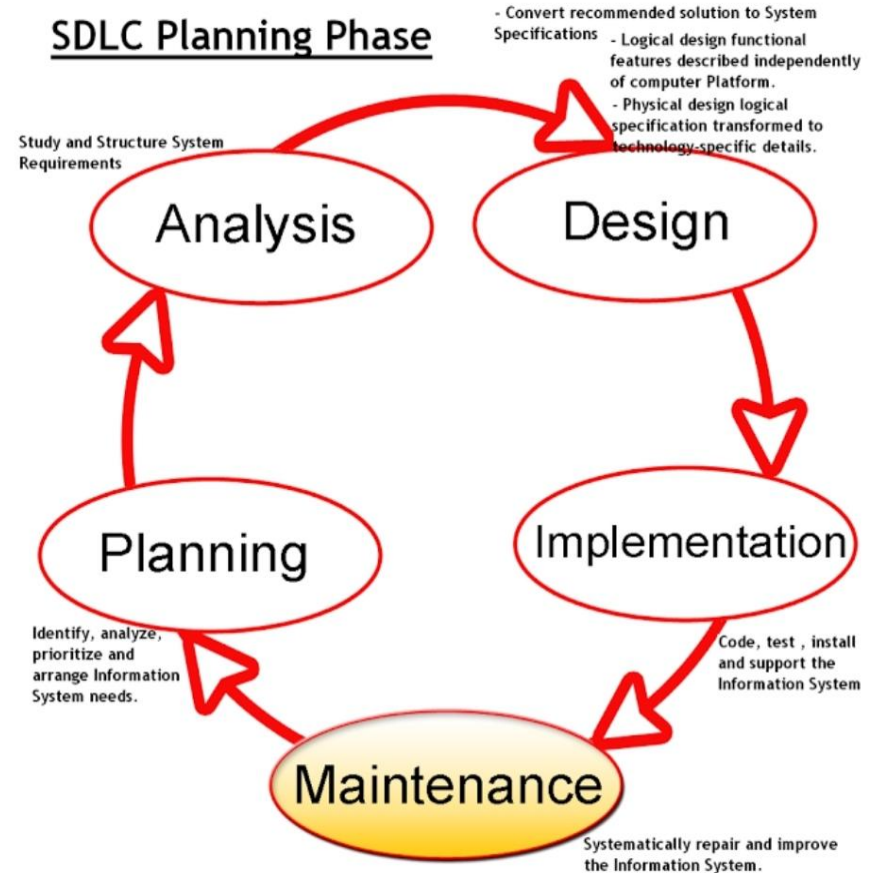 SDLC Planning Phase
- Convert recommended solution to System
Specifications
- Logical design functional
features described independently
of computer Platform.
- Physical design logical
specification transformed to
technology-specific details.
Study and Structure System
Requirements
Analysis
Design
Planning
Implementation
Identify, analyze,
prioritize and
arrange Information
System needs.
Code, test , install
and support the
Information System
Maintenance
Systematically repair and improve
the Information System.